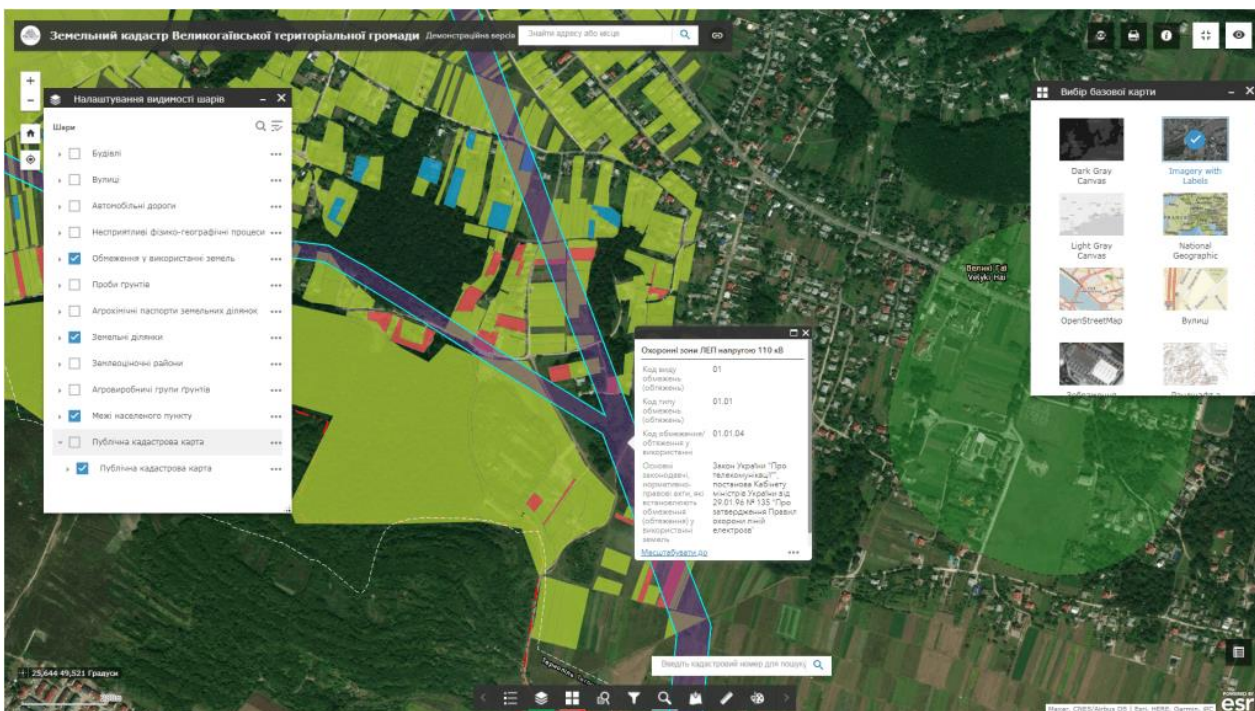 Земельний кадастр Великогаївської територіальної громади Демонстраційна версія
Знайти адресу або місце
+
−
Налаштування видимості шарів
Шари
Будівлі
Вулиці
Автомобільні дороги
Несприятливі фізико-географічні процеси
Обмеження у використанні земель
Проби ґрунтів
Агрохімічні паспорти земельних ділянок
Земельні ділянки
Землеоціночні райони
Агровиробничі групи ґрунтів
Межі населеного пункту
Публічна кадастрова карта
Публічна кадастрова карта
Вибір базової карти
Dark Gray
Canvas
Imagery with
Labels
Light Gray
Canvas
National
Geographic
OpenStreetMap
Вулиці
Зображення
Великі Гаї
Velyki Hai
Охоронні зони ЛЕП напругою 110 кВ
Код виду 01
обмежень
(обтяжень)
Код типу 01.01
обмежень
(обтяжень)
Код обмеження/ 01.01.04
обтяження у
використанні
Основні Закон України "Про
законодавчі, телекомунікації",
нормативно- постанова Кабінету
правові акти, які міністрів України від
встановлюють 29.01.96 № 135 "Про
обмеження затвердження Правил
(обтяження) у охорони ліній
використанні електрозв'
земель
Масштабувати до
Введіть кадастровий номер для пошуку
25,644 49,521 Градуси
POWERED BY
esri